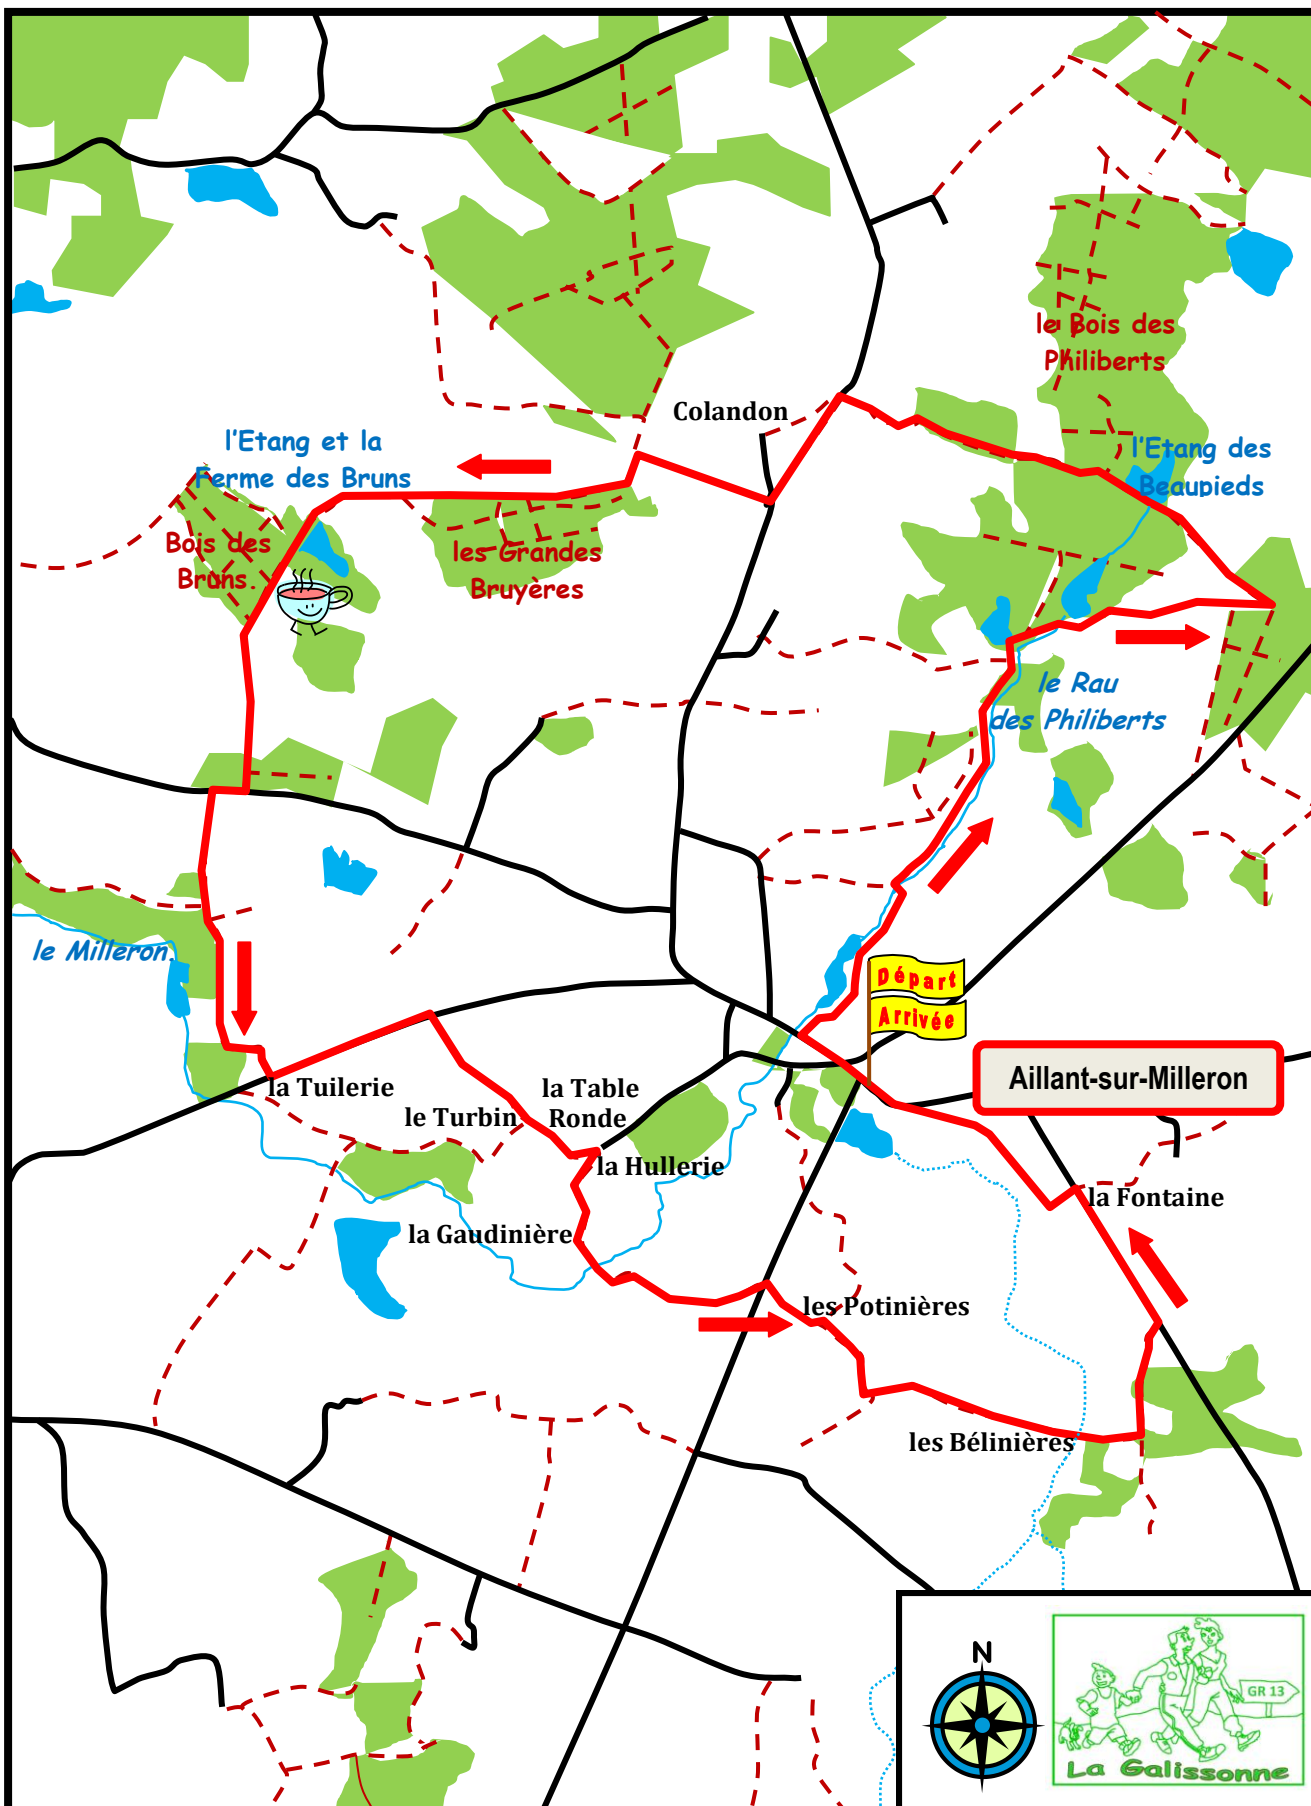 le Bois des
Philiberts
Colandon
l'Etang et la
Ferme des Bruns
l'Etang des
Beaupieds
Bois des
Bruns.
les Grandes
Bruyères
le Rau
des Philiberts
le Milleron.
Départ
Arrivée
Aillant-sur-Milleron
la Tuilerie
la Table
Ronde
le Turbin
la Hullerie
la Fontaine
la Gaudinière
les Potinières
les Bélinières
N
GR 13
La Galissonne